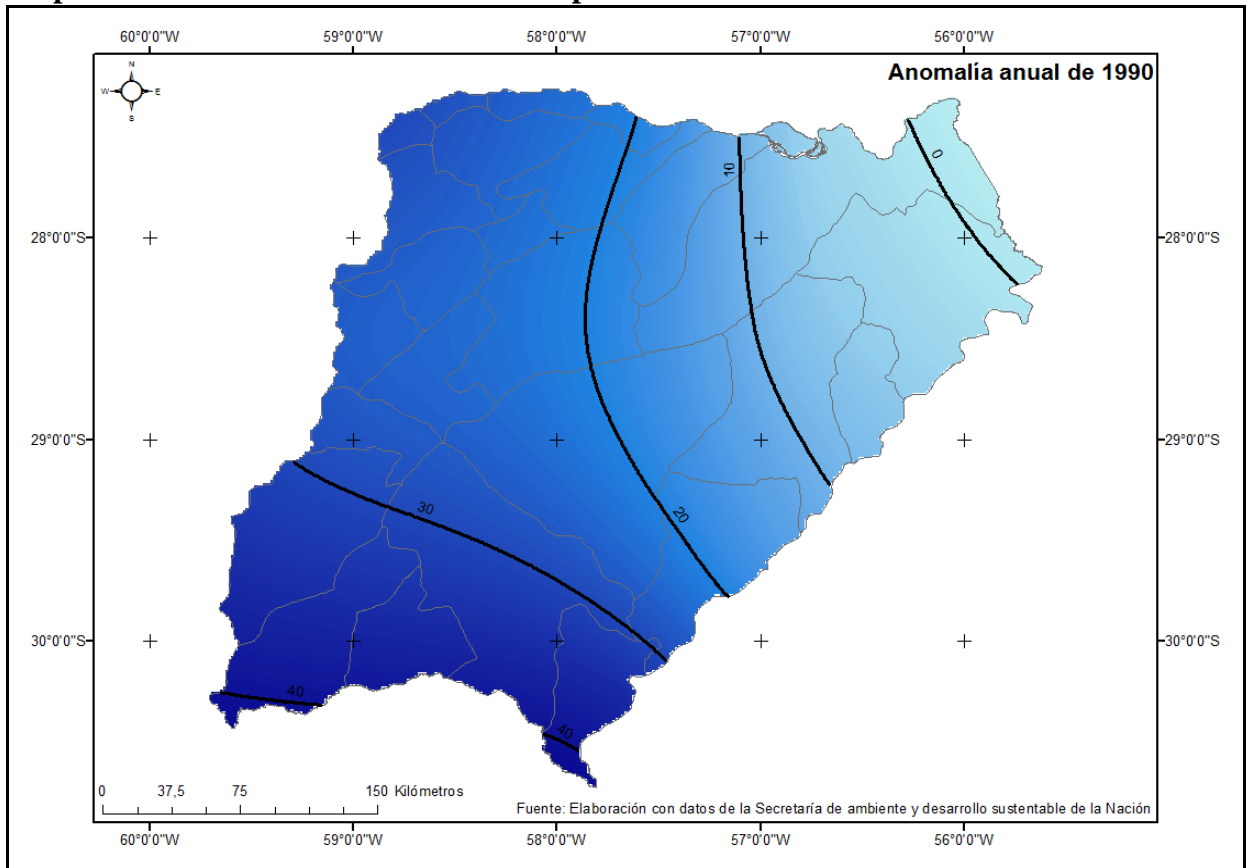 60°0'0"W 59°0'0"W 58°0'0"W 57°0'0"W 56°0'0"W
Anomalía anual de 1990
N
W E
S
0
10
28°0'0"S 28°0'0"S
29°0'0"S 29°0'0"S
30
20
30°0'0"S 30°0'0"S
40
40
0 37,5 75 150 Kilómetros
Fuente: Elaboración con datos de la Secretaría de ambiente y desarrollo sustentable de la Nación
60°0'0"W 59°0'0"W 58°0'0"W 57°0'0"W 56°0'0"W